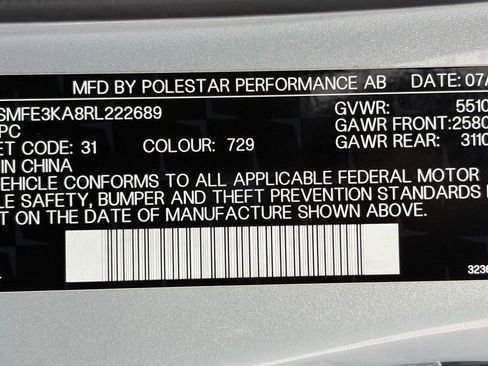 MFD BY POLESTAR PERFORMANCE AB DATE: 07/
SMFE3KA8RL222689 GVWR: 5510
PC GAWR FRONT:2580
ET CODE: 31 COLOUR: 729 GAWR REAR: 3110
IN CHINA
VEHICLE CONFORMS TO ALL APPLICABLE FEDERAL MOTOR
LE SAFETY, BUMPER AND THEFT PREVENTION STANDARDS
CT ON THE DATE OF MANUFACTURE SHOWN ABOVE.
3236